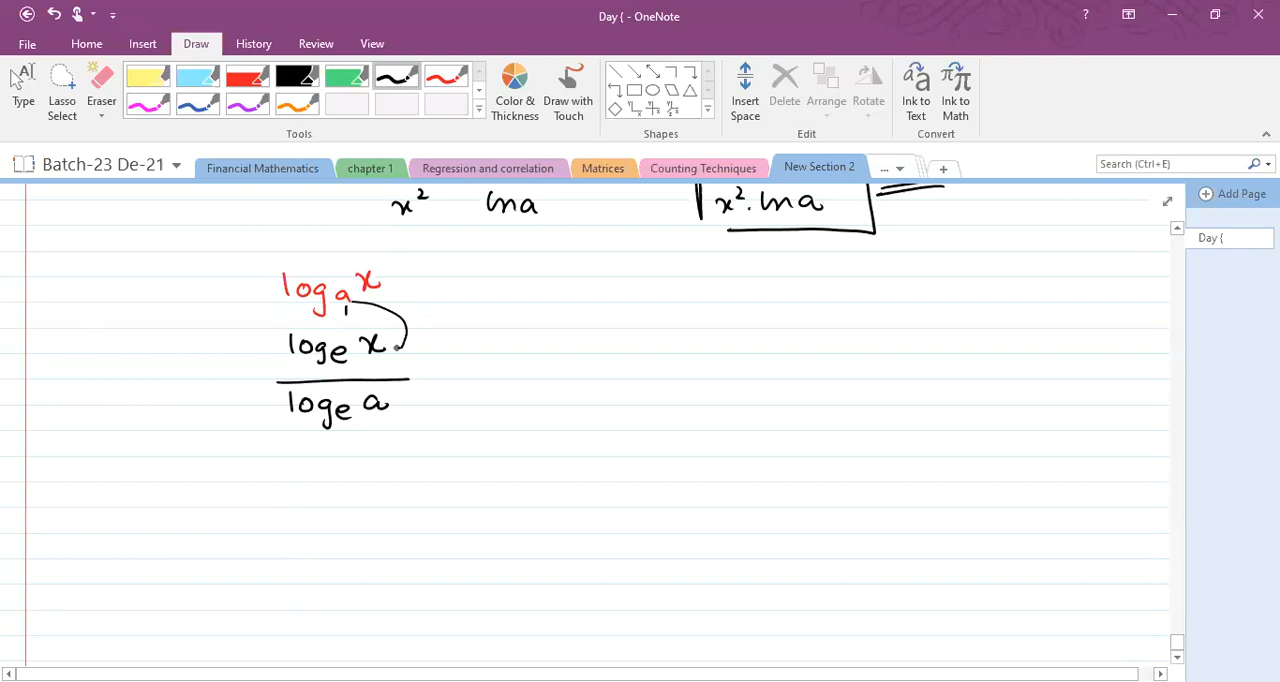 Day { - OneNote
File Home Insert Draw History Review View
Type Lasso Select Eraser Color & Thickness Draw with Touch Insert Space Delete Arrange Rotate Ink to Text Ink to Math
Tools Shapes Edit Convert
Batch-23 De-21 Financial Mathematics chapter 1 Regression and correlation Matrices Counting Techniques New Section 2 ... Search (Ctrl+E)
Add Page
Day {
x² ln a x². ln a
logₐ x
logₑ x
logₑ a